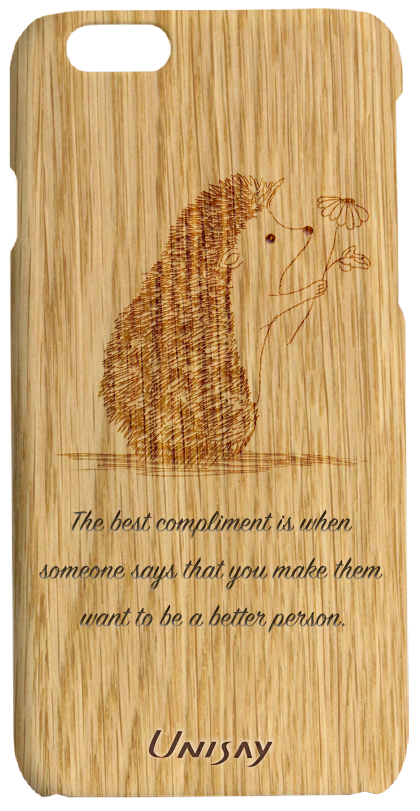 The best compliment is when
someone says that you make them
want to be a better person.
UNISAY